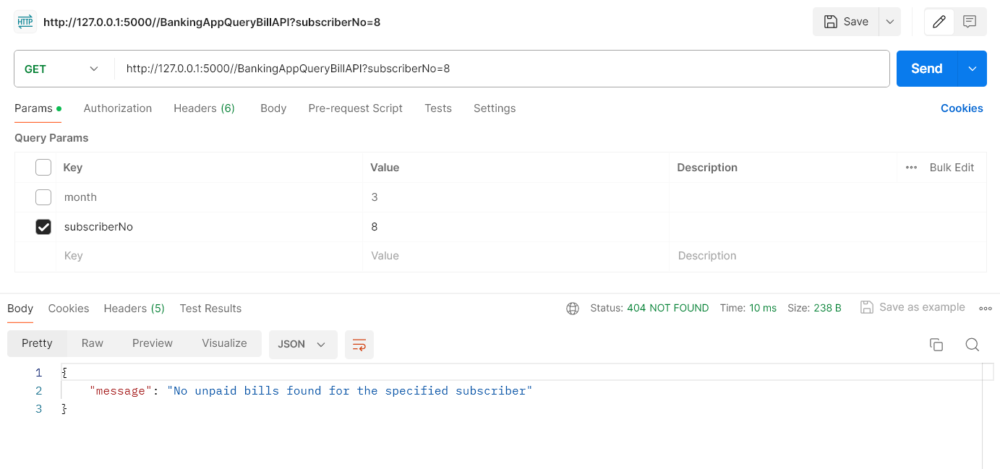 HTTP http://127.0.0.1:5000//BankingAppQueryBillAPI?subscriberNo=8 Save
GET http://127.0.0.1:5000//BankingAppQueryBillAPI?subscriberNo=8 Send
Params Authorization Headers (6) Body Pre-request Script Tests Settings Cookies
Query Params
Key Value Description Bulk Edit
month 3
subscriberNo 8
Key Value Description
Body Cookies Headers (5) Test Results Status: 404 NOT FOUND Time: 10 ms Size: 238 B Save as example
Pretty Raw Preview Visualize JSON
1 {
2 "message": "No unpaid bills found for the specified subscriber"
3 }